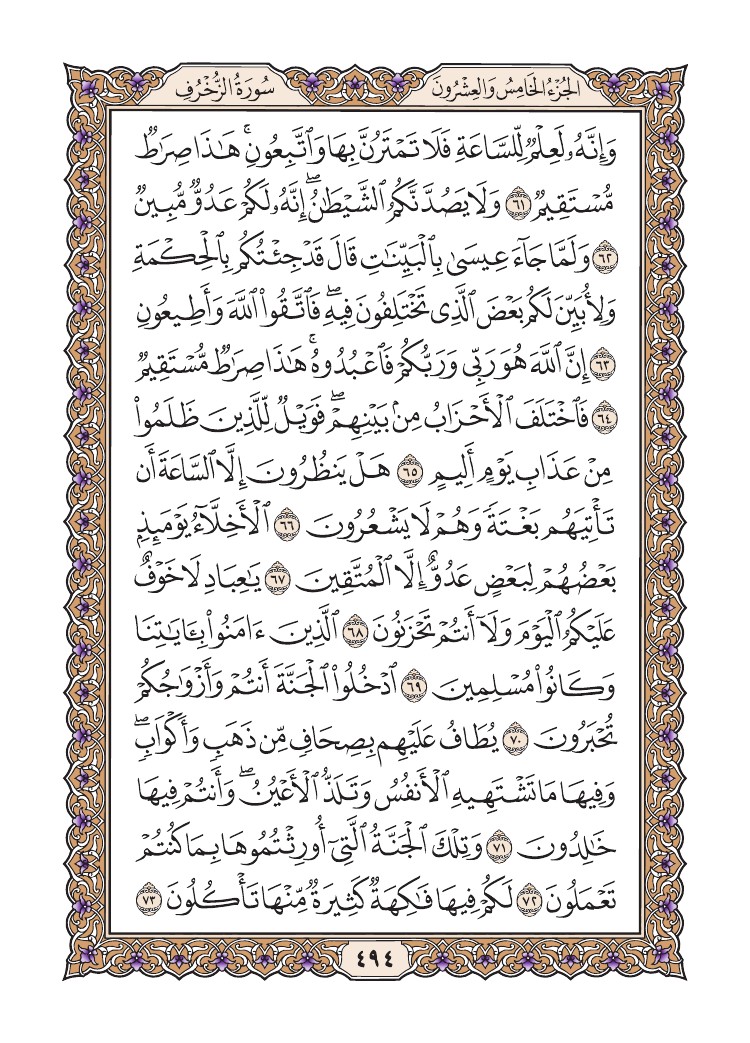 الجُزْءُ الخَامِسُ وَالعِشْرُونَ
سُورَةُ الزُّخْرُفِ
وَإِنَّهُۥ لَعِلْمٌ لِّلسَّاعَةِ فَلَا تَمْتَرُنَّ بِهَا وَٱتَّبِعُونِۚ هَٰذَا صِرَٰطٌ
مُّسْتَقِيمٌ ٦١ وَلَا يَصُدَّنَّكُمُ ٱلشَّيْطَٰنُۖ إِنَّهُۥ لَكُمْ عَدُوٌّ مُّبِينٌ
٦٢ وَلَمَّا جَآءَ عِيسَىٰ بِٱلْبَيِّنَٰتِ قَالَ قَدْ جِئْتُكُم بِٱلْحِكْمَةِ
وَلِأُبَيِّنَ لَكُم بَعْضَ ٱلَّذِى تَخْتَلِفُونَ فِيهِۖ فَٱتَّقُوا۟ ٱللَّهَ وَأَطِيعُونِ
٦٣ إِنَّ ٱللَّهَ هُوَ رَبِّى وَرَبُّكُمْ فَٱعْبُدُوهُۚ هَٰذَا صِرَٰطٌ مُّسْتَقِيمٌ
٦٤ فَٱخْتَلَفَ ٱلْأَحْزَابُ مِنۢ بَيْنِهِمْۖ فَوَيْلٌ لِّلَّذِينَ ظَلَمُوا۟
مِنْ عَذَابِ يَوْمٍ أَلِيمٍ ٦٥ هَلْ يَنظُرُونَ إِلَّا ٱلسَّاعَةَ أَن
تَأْتِيَهُم بَغْتَةً وَهُمْ لَا يَشْعُرُونَ ٦٦ ٱلْأَخِلَّآءُ يَوْمَئِذٍۭ
بَعْضُهُمْ لِبَعْضٍ عَدُوٌّ إِلَّا ٱلْمُتَّقِينَ ٦٧ يَٰعِبَادِ لَا خَوْفٌ
عَلَيْكُمُ ٱلْيَوْمَ وَلَآ أَنتُمْ تَحْزَنُونَ ٦٨ ٱلَّذِينَ ءَامَنُوا۟ بِـَٔايَٰتِنَا
وَكَانُوا۟ مُسْلِمِينَ ٦٩ ٱدْخُلُوا۟ ٱلْجَنَّةَ أَنتُمْ وَأَزْوَٰجُكُمْ
تُحْبَرُونَ ٧٠ يُطَافُ عَلَيْهِم بِصِحَافٍ مِّن ذَهَبٍ وَأَكْوَابٍۖ
وَفِيهَا مَا تَشْتَهِيهِ ٱلْأَنفُسُ وَتَلَذُّ ٱلْأَعْيُنُۖ وَأَنتُمْ فِيهَا
خَٰلِدُونَ ٧١ وَتِلْكَ ٱلْجَنَّةُ ٱلَّتِىٓ أُورِثْتُمُوهَا بِمَا كُنتُمْ
تَعْمَلُونَ ٧٢ لَكُمْ فِيهَا فَٰكِهَةٌ كَثِيرَةٌ مِّنْهَا تَأْكُلُونَ ٧٣
٤٩٤